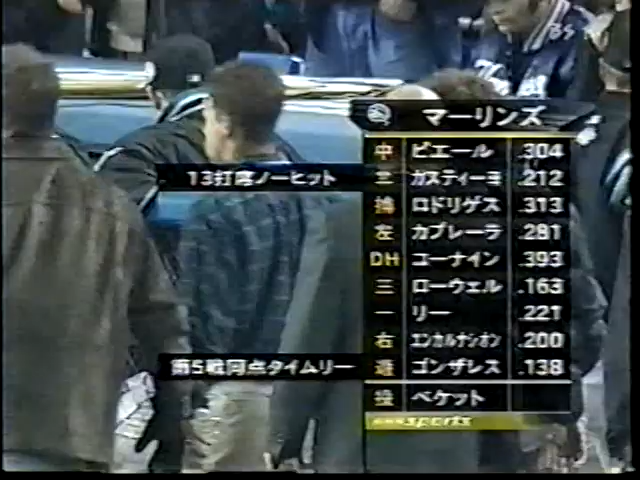 マーリンズ
中 ピエール .304
13打席ノーヒット
二 カスティーヨ .212
捕 ロドリゲス .313
左 カブレーラ .281
DH コーナイン .393
三 ローウェル .163
一 リー .221
右 エンカルナシオン .200
第5戦同点タイムリー
遊 ゴンザレス .138
投 ベケット